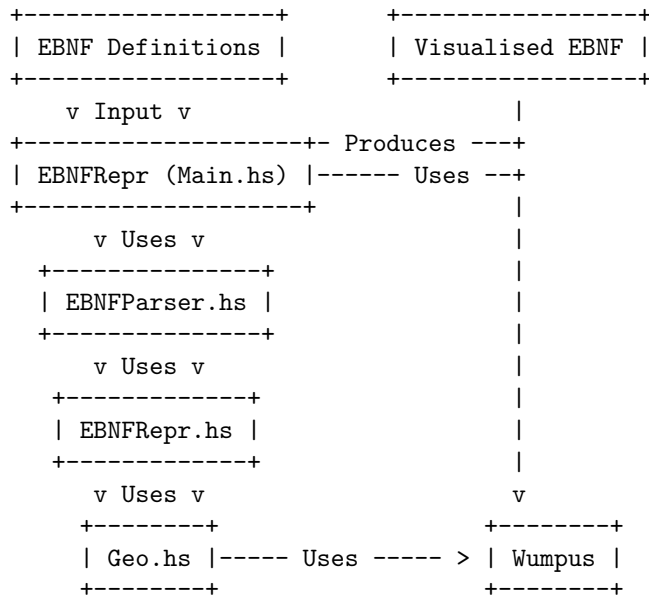 +------------------+       +-----------------+
| EBNF Definitions |       | Visualised EBNF |
+------------------+       +-----------------+
    v Input v                      |
+--------------------+- Produces ---+
| EBNFRepr (Main.hs) |------ Uses --+
+--------------------+              |
      v Uses v                      |
  +----------------+                |
  | EBNFParser.hs |                 |
  +----------------+                |
      v Uses v                      |
   +-------------+                  |
   | EBNFRepr.hs |                  |
   +-------------+                  |
      v Uses v                      v
     +--------+                   +--------+
     | Geo.hs |----- Uses ----- > | Wumpus |
     +--------+                   +--------+